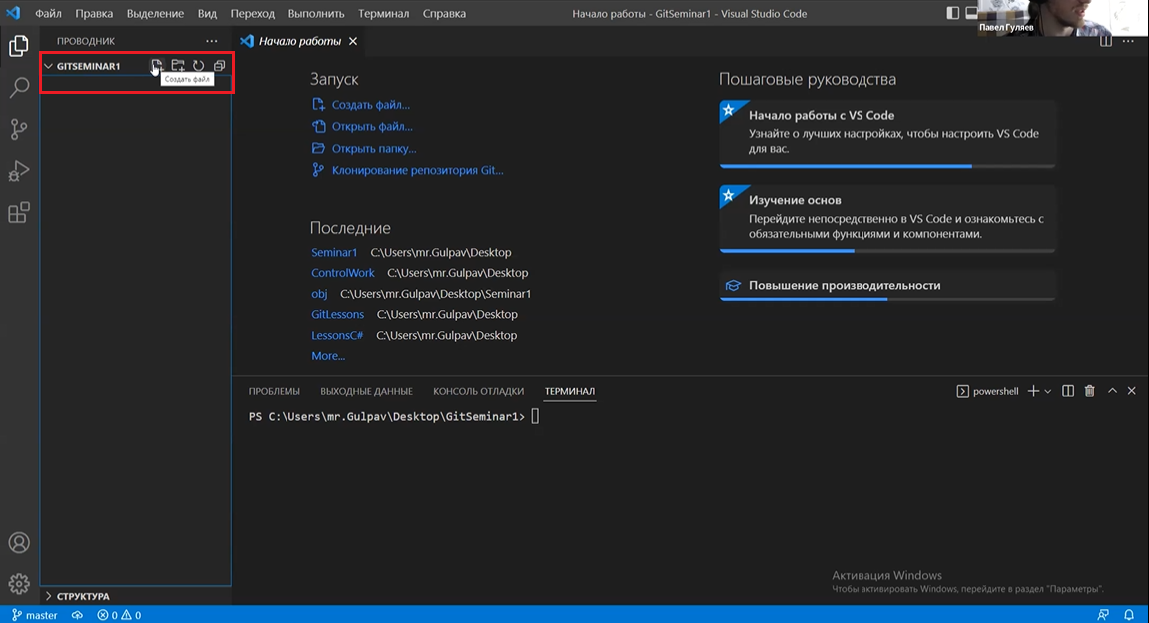 Файл Правка Выделение Вид Переход Выполнить Терминал Справка
Начало работы - GitSeminar1 - Visual Studio Code
Павел Гуляев
ПРОВОДНИК
Начало работы
GITSEMINAR1
Создать файл
Запуск
Создать файл...
Открыть файл...
Открыть папку...
Клонирование репозитория Git...
Последние
Seminar1 C:\Users\mr.Gulpav\Desktop
ControlWork C:\Users\mr.Gulpav\Desktop
obj C:\Users\mr.Gulpav\Desktop\Seminar1
GitLessons C:\Users\mr.Gulpav\Desktop
LessonsC# C:\Users\mr.Gulpav\Desktop
More...
Пошаговые руководства
Начало работы с VS Code
Узнайте о лучших настройках, чтобы настроить VS Code
для вас.
Изучение основ
Перейдите непосредственно в VS Code и ознакомьтесь с
обязательными функциями и компонентами.
Повышение производительности
ПРОБЛЕМЫ ВЫХОДНЫЕ ДАННЫЕ КОНСОЛЬ ОТЛАДКИ ТЕРМИНАЛ
powershell
PS C:\Users\mr.Gulpav\Desktop\GitSeminar1>
Активация Windows
Чтобы активировать Windows, перейдите в раздел "Параметры".
СТРУКТУРА
master 0 0